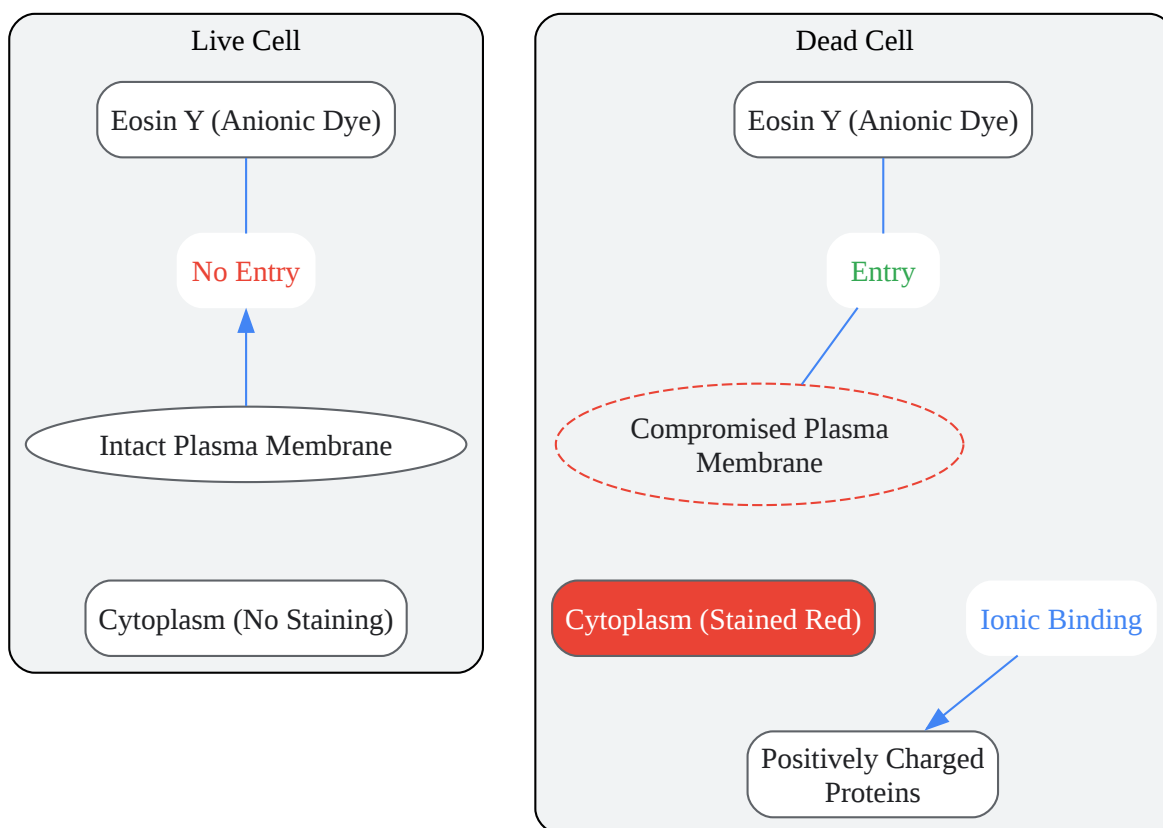 Live Cell
Eosin Y (Anionic Dye)
No Entry
Intact Plasma Membrane
Cytoplasm (No Staining)
Dead Cell
Eosin Y (Anionic Dye)
Entry
Compromised Plasma
Membrane
Cytoplasm (Stained Red)
Ionic Binding
Positively Charged
Proteins